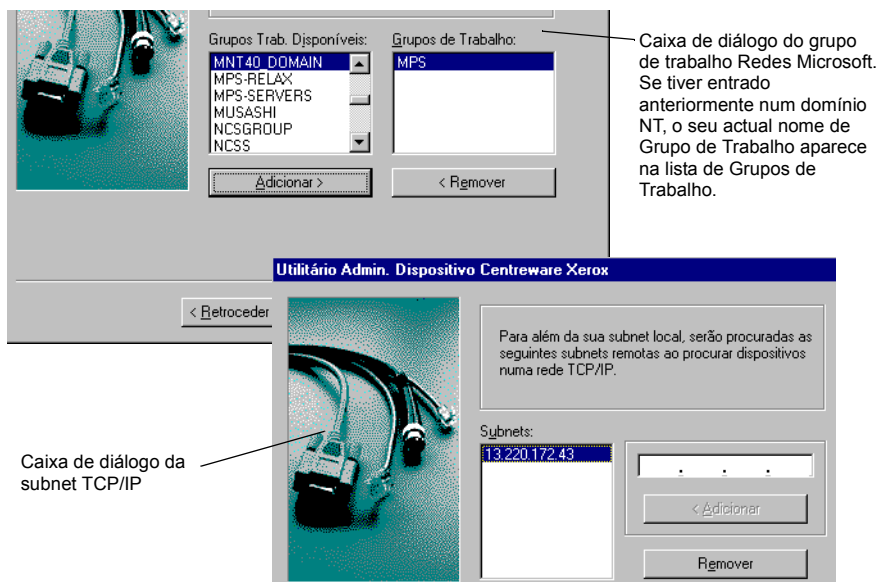 Grupos Trab. Disponíveis:
Grupos de Trabalho:
MNT40_DOMAIN
MPS-RELAX
MPS-SERVERS
MUSASHI
NCSGROUP
NCSS
MPS
Adicionar >
< Remover
Caixa de diálogo do grupo
de trabalho Redes Microsoft.
Se tiver entrado
anteriormente num domínio
NT, o seu actual nome de
Grupo de Trabalho aparece
na lista de Grupos de
Trabalho.
< Retroceder
Utilitário Admin. Dispositivo Centreware Xerox
Para além da sua subnet local, serão procuradas as
seguintes subnets remotas ao procurar dispositivos
numa rede TCP/IP.
Subnets:
13.220.172.43
. . .
< Adicionar
Remover
Caixa de diálogo da
subnet TCP/IP